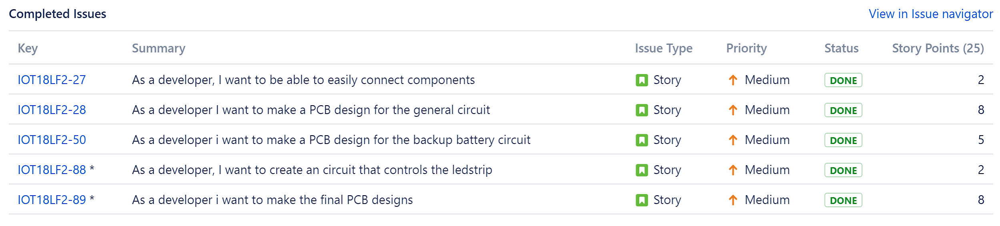 Completed Issues View in Issue navigator
Key Summary Issue Type Priority Status Story Points (25)
IOT18LF2-27 As a developer, I want to be able to easily connect components Story Medium DONE 2
IOT18LF2-28 As a developer I want to make a PCB design for the general circuit Story Medium DONE 8
IOT18LF2-50 As a developer i want to make a PCB design for the backup battery circuit Story Medium DONE 5
IOT18LF2-88 * As a developer, I want to create an circuit that controls the ledstrip Story Medium DONE 2
IOT18LF2-89 * As a developer i want to make the final PCB designs Story Medium DONE 8